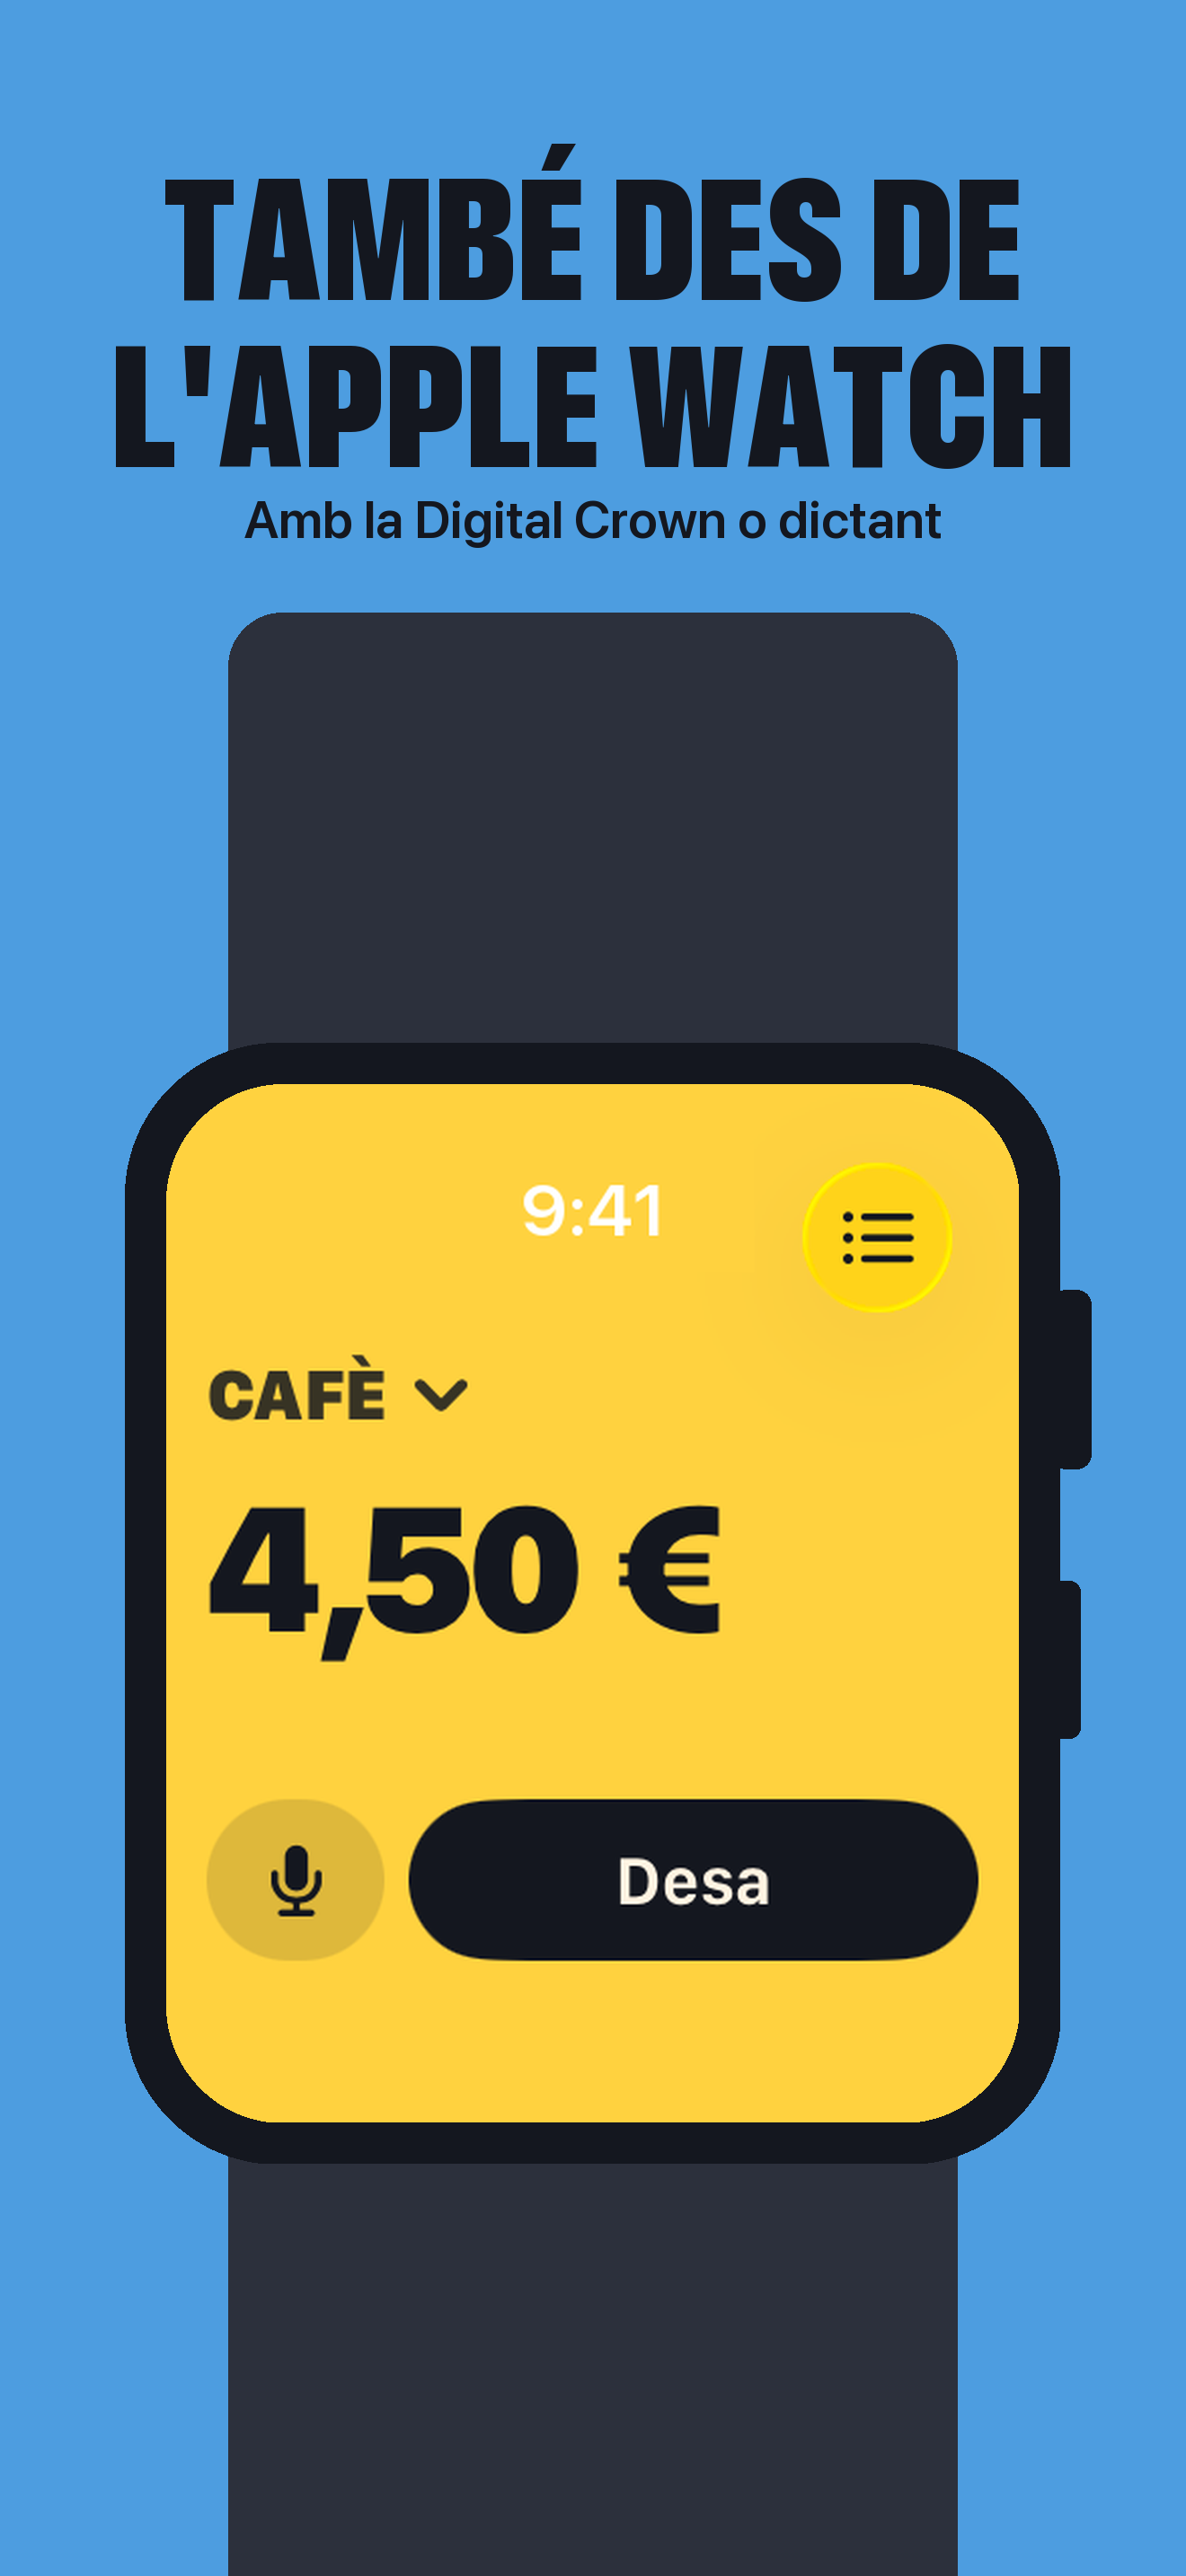 TAMBÉ DES DE
L'APPLE WATCH
Amb la Digital Crown o dictant
9:41
CAFÈ
4,50 €
Desa